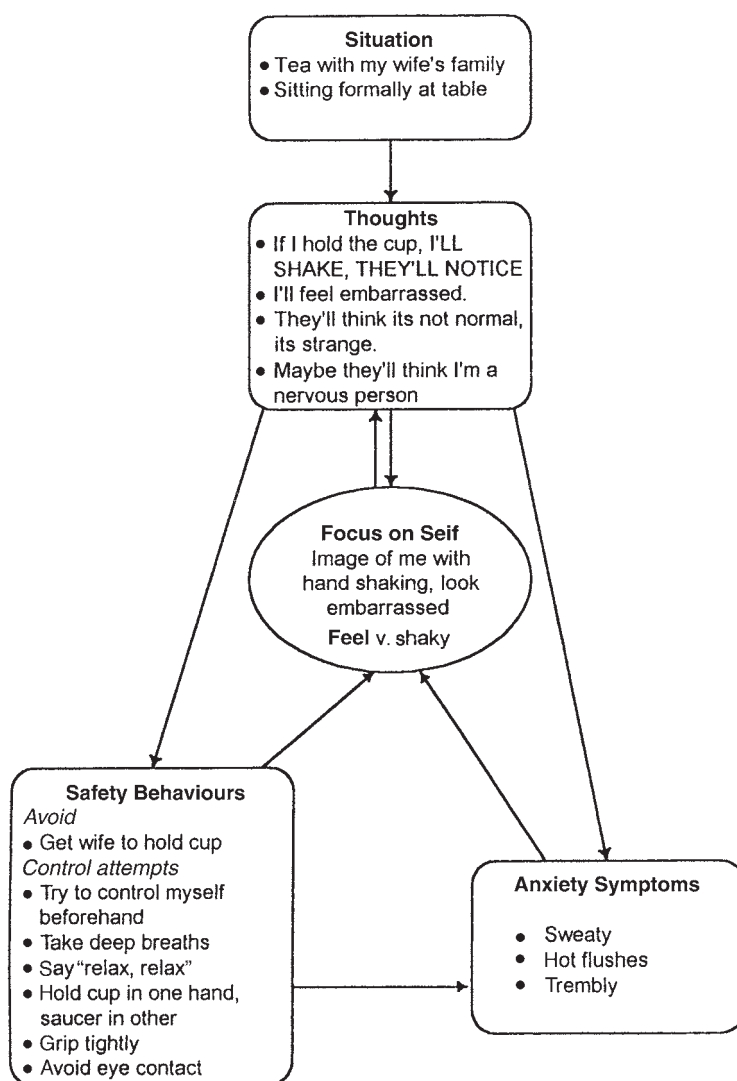 Situation
• Tea with my wife's family
• Sitting formally at table
Thoughts
• If I hold the cup, I'LL
SHAKE, THEY'LL NOTICE
• I'll feel embarrassed.
• They'll think its not normal,
its strange.
• Maybe they'll think I'm a
nervous person
Focus on Seif
Image of me with
hand shaking, look
embarrassed
Feel v. shaky
Safety Behaviours
Avoid
• Get wife to hold cup
Control attempts
• Try to control myself
beforehand
• Take deep breaths
• Say "relax, relax"
• Hold cup in one hand,
saucer in other
• Grip tightly
• Avoid eye contact
Anxiety Symptoms
• Sweaty
• Hot flushes
• Trembly